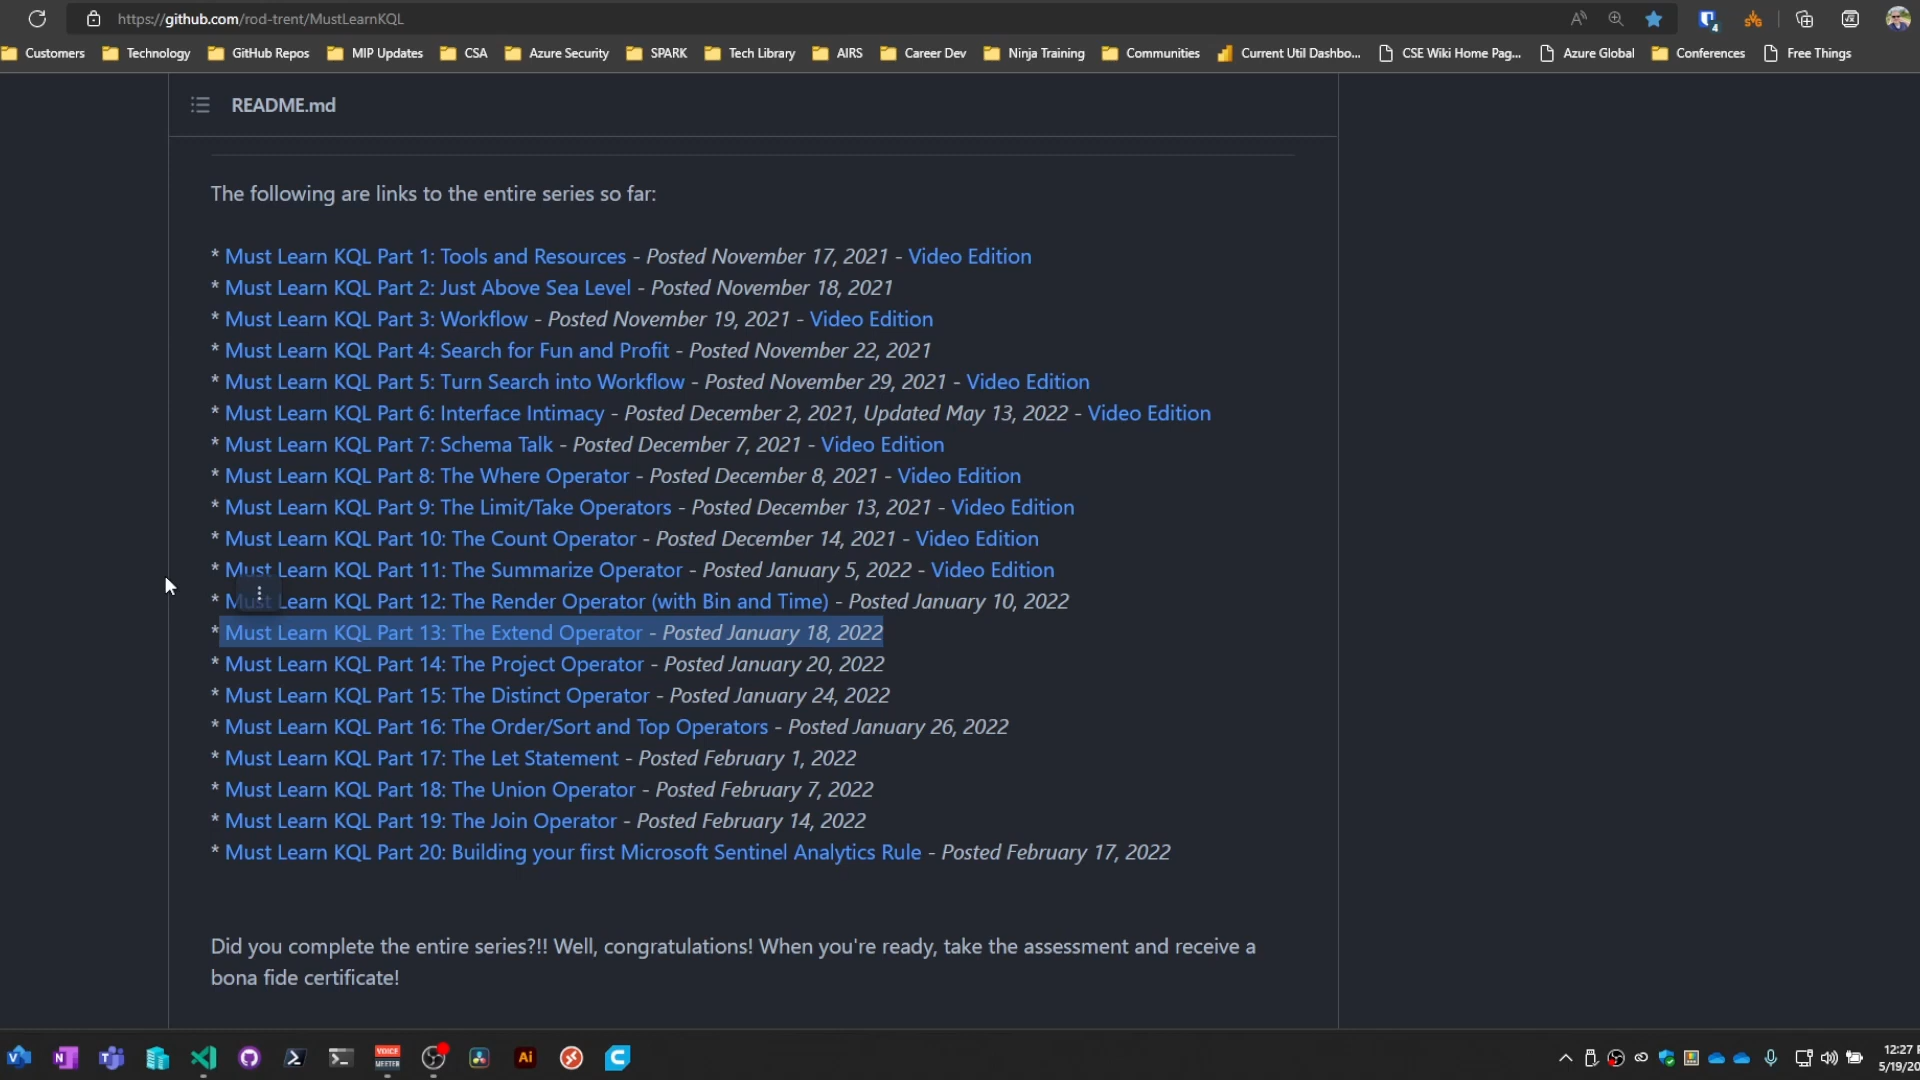 https://github.com/rod-trent/MustLearnKQL
Customers Technology GitHub Repos MIP Updates CSA Azure Security SPARK Tech Library AIRS Career Dev Ninja Training Communities Current Util Dashbo... CSE Wiki Home Pag... Azure Global Conferences Free Things
README.md
The following are links to the entire series so far:
* Must Learn KQL Part 1: Tools and Resources - Posted November 17, 2021 - Video Edition
* Must Learn KQL Part 2: Just Above Sea Level - Posted November 18, 2021
* Must Learn KQL Part 3: Workflow - Posted November 19, 2021 - Video Edition
* Must Learn KQL Part 4: Search for Fun and Profit - Posted November 22, 2021
* Must Learn KQL Part 5: Turn Search into Workflow - Posted November 29, 2021 - Video Edition
* Must Learn KQL Part 6: Interface Intimacy - Posted December 2, 2021, Updated May 13, 2022 - Video Edition
* Must Learn KQL Part 7: Schema Talk - Posted December 7, 2021 - Video Edition
* Must Learn KQL Part 8: The Where Operator - Posted December 8, 2021 - Video Edition
* Must Learn KQL Part 9: The Limit/Take Operators - Posted December 13, 2021 - Video Edition
* Must Learn KQL Part 10: The Count Operator - Posted December 14, 2021 - Video Edition
* Must Learn KQL Part 11: The Summarize Operator - Posted January 5, 2022 - Video Edition
* Must Learn KQL Part 12: The Render Operator (with Bin and Time) - Posted January 10, 2022
* Must Learn KQL Part 13: The Extend Operator - Posted January 18, 2022
* Must Learn KQL Part 14: The Project Operator - Posted January 20, 2022
* Must Learn KQL Part 15: The Distinct Operator - Posted January 24, 2022
* Must Learn KQL Part 16: The Order/Sort and Top Operators - Posted January 26, 2022
* Must Learn KQL Part 17: The Let Statement - Posted February 1, 2022
* Must Learn KQL Part 18: The Union Operator - Posted February 7, 2022
* Must Learn KQL Part 19: The Join Operator - Posted February 14, 2022
* Must Learn KQL Part 20: Building your first Microsoft Sentinel Analytics Rule - Posted February 17, 2022
Did you complete the entire series?!! Well, congratulations! When you're ready, take the assessment and receive a
bona fide certificate!
VOICE
MEETER
Ai
12:27 P
5/19/20